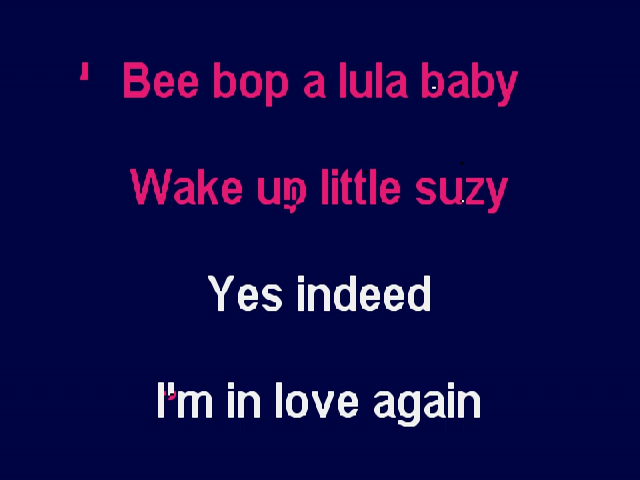 Bee bop a lula baby
Wake up little suzy
Yes indeed
I'm in love again